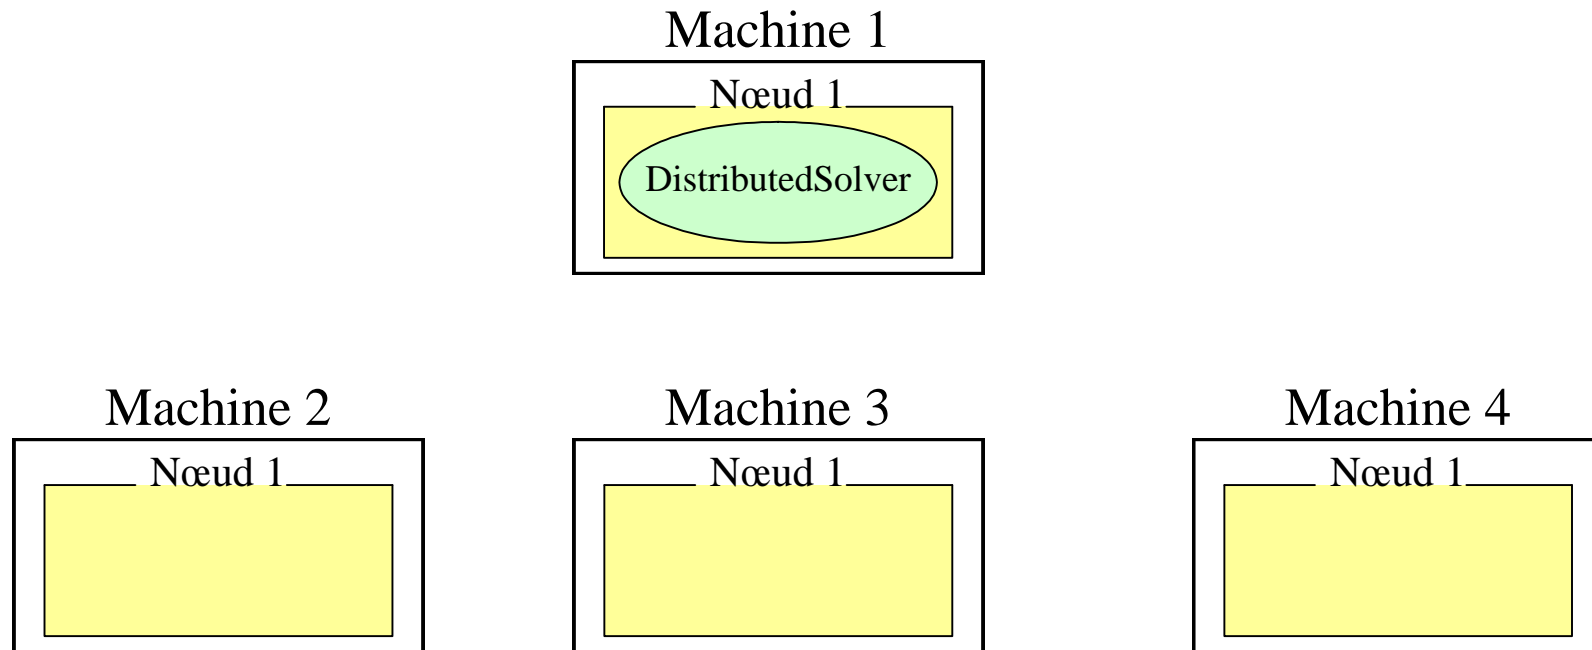 Machine 1
Nœud 1
DistributedSolver
Machine 2
Machine 3
Machine 4
Nœud 1
Nœud 1
Nœud 1